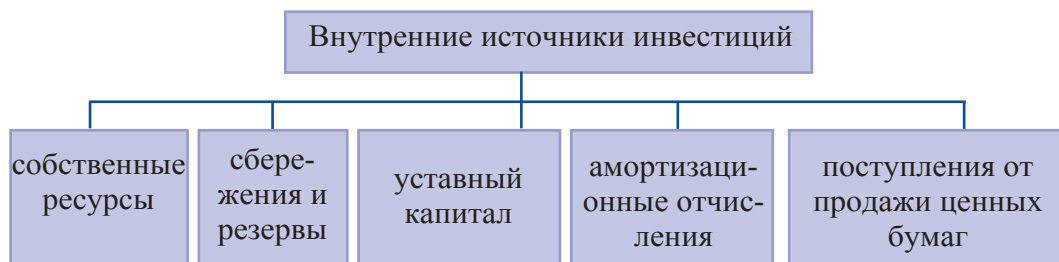 Внутренние источники инвестиций
собственные
ресурсы
сбере-
жения и
резервы
уставный
капитал
амортизаци-
онные отчис-
ления
поступления от
продажи ценных
бумаг